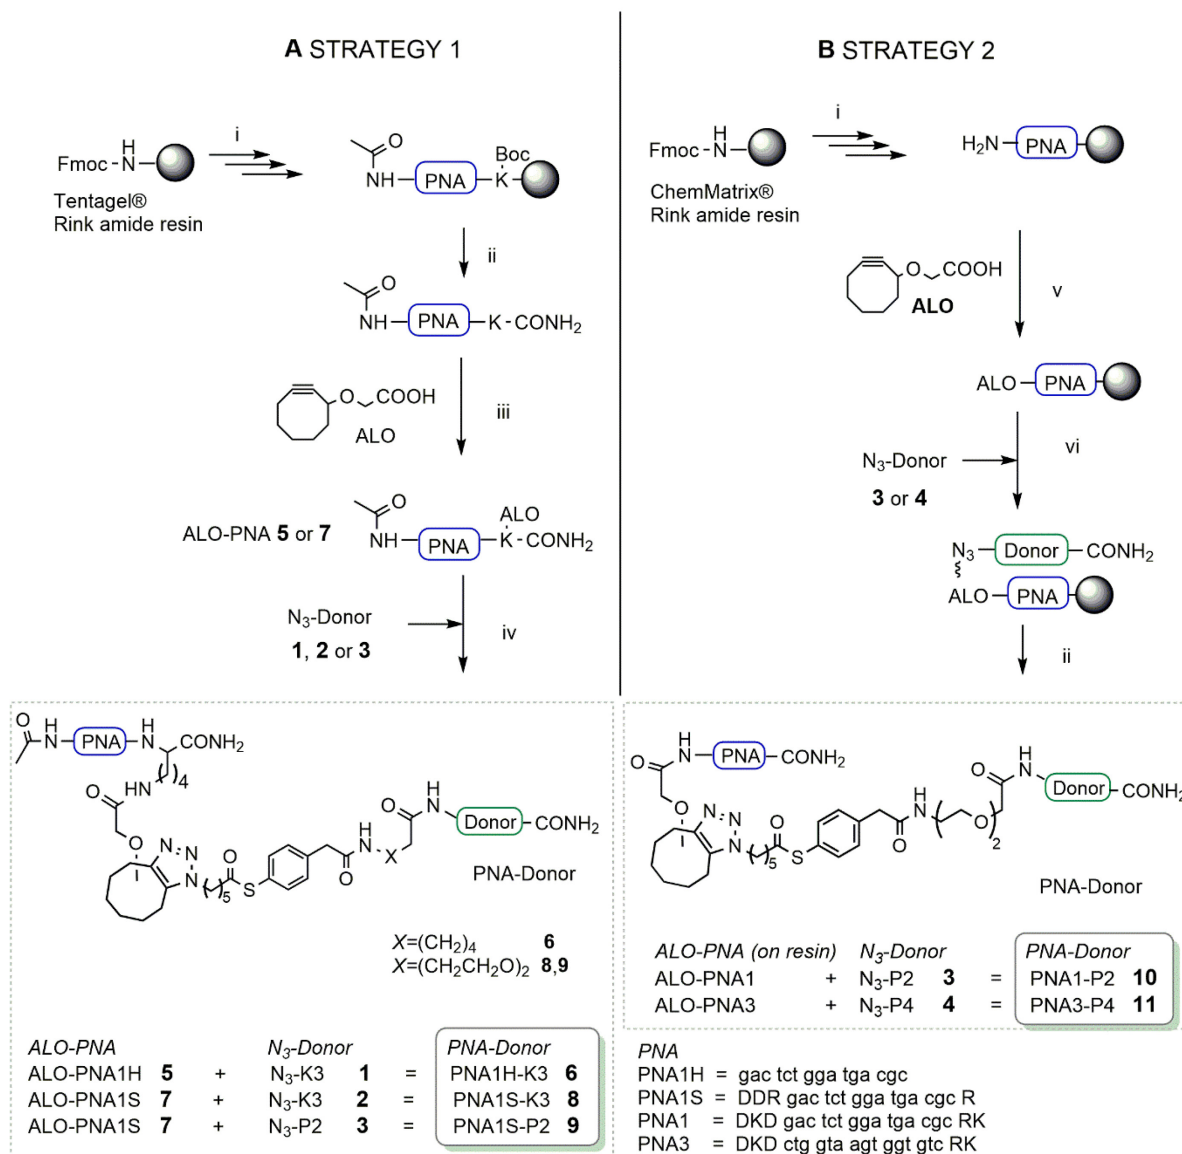 A STRATEGY 1
Fmoc
H
N
Tentagel®
Rink amide resin
i
O
NH
PNA
Boc
K
ii
O
NH
PNA
K
CONH2
O
COOH
ALO
iii
ALO-PNA 5 or 7
O
NH
PNA
ALO
K
CONH2
N3-Donor
1, 2 or 3
iv
O
H
N
PNA
H
N
CONH2
NH
4
O
O
N
N
N
5
O
S
O
H
N
X
O
H
N
Donor
CONH2
PNA-Donor
X=(CH2)4 6
X=(CH2CH2O)2 8,9
ALO-PNA N3-Donor PNA-Donor
ALO-PNA1H 5 + N3-K3 1 = PNA1H-K3 6
ALO-PNA1S 7 + N3-K3 2 = PNA1S-K3 8
ALO-PNA1S 7 + N3-P2 3 = PNA1S-P2 9
B STRATEGY 2
Fmoc
H
N
ChemMatrix®
Rink amide resin
i
H2N
PNA
O
COOH
ALO
v
ALO
PNA
N3-Donor
3 or 4
vi
N3
Donor
CONH2
ALO
PNA
ii
O
H
N
PNA
CONH2
O
N
N
N
5
O
S
O
H
N
O
2
O
H
N
Donor
CONH2
PNA-Donor
ALO-PNA (on resin) N3-Donor PNA-Donor
ALO-PNA1 + N3-P2 3 = PNA1-P2 10
ALO-PNA3 + N3-P4 4 = PNA3-P4 11
PNA
PNA1H = gac tct gga tga cgc
PNA1S = DDR gac tct gga tga cgc R
PNA1 = DKD gac tct gga tga cgc RK
PNA3 = DKD ctg gta agt ggt gtc RK